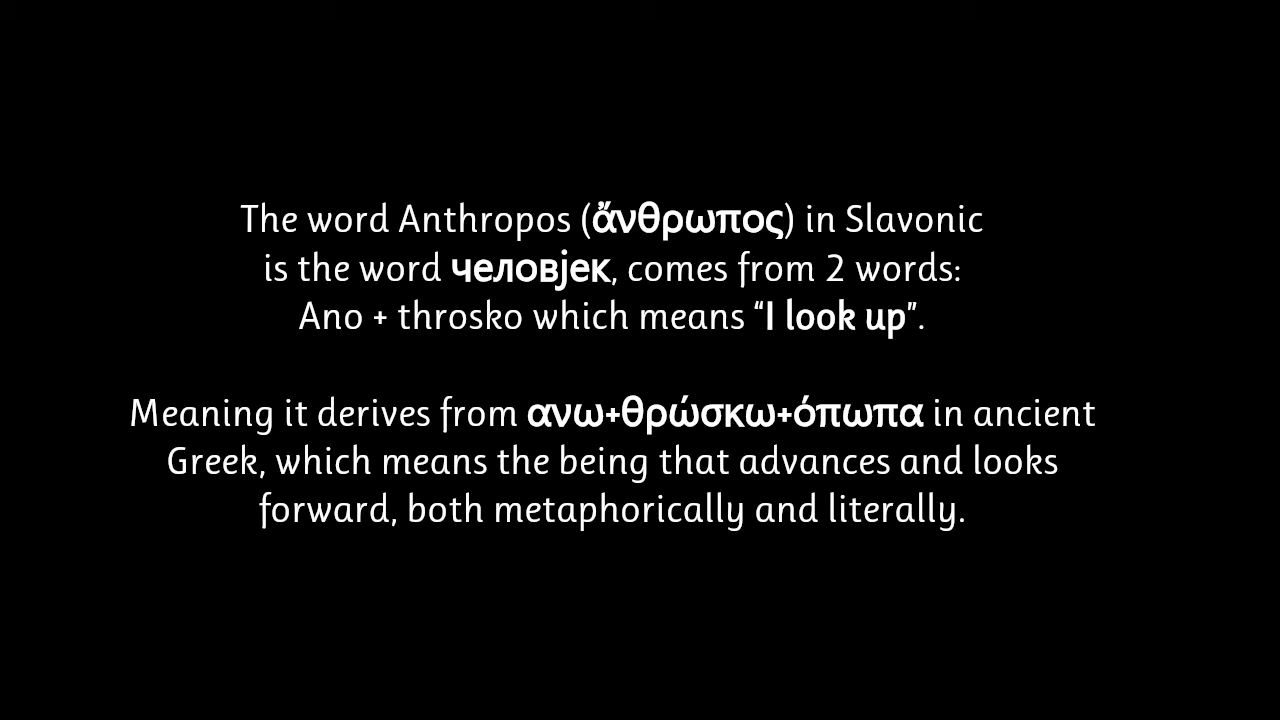 The word Anthropos (ἄνθρωπος) in Slavonic
is the word человјек, comes from 2 words:
Ano + throsko which means “I look up”.
Meaning it derives from ανω+θρώσκω+όπωπα in ancient
Greek, which means the being that advances and looks
forward, both metaphorically and literally.